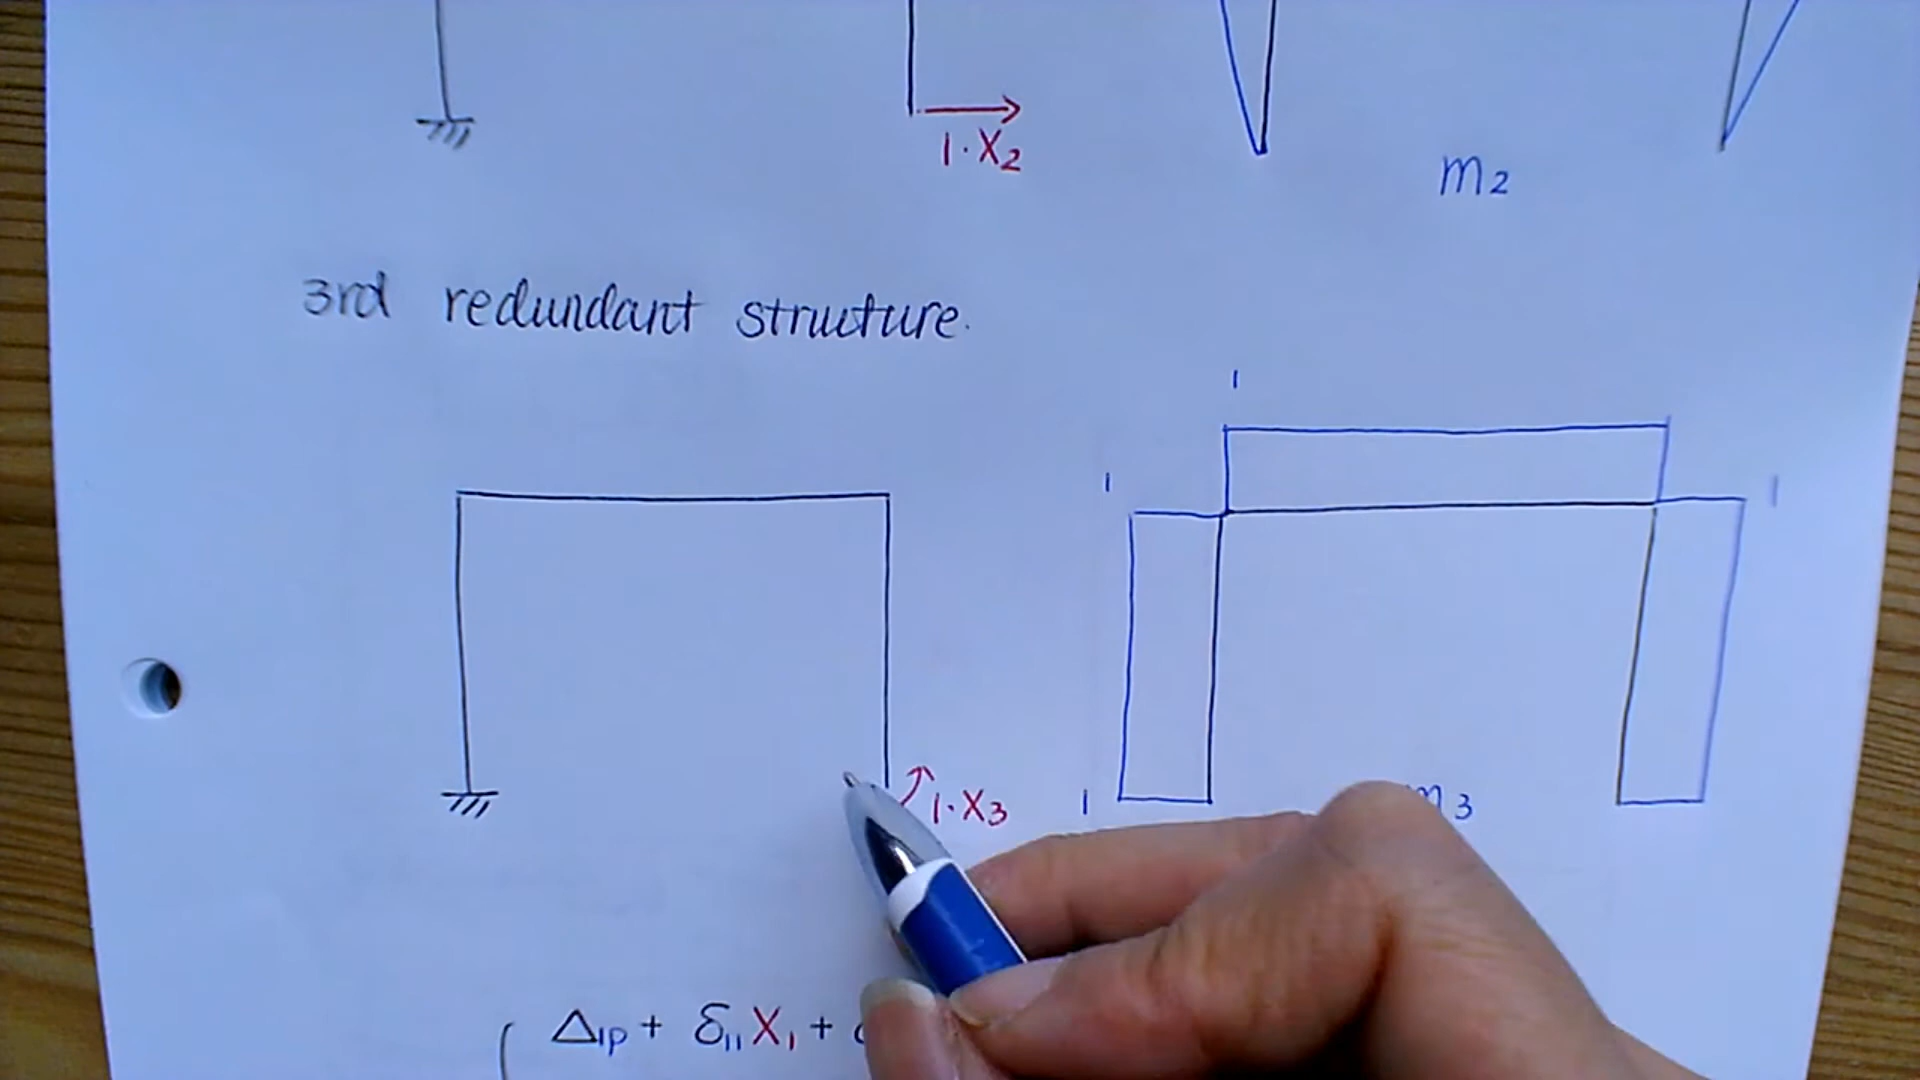 1·X₂
m₂
3rd redundant structure.
1
1
1
1·X₃
1
m₃
Δ₁ₚ + δ₁₁X₁ +